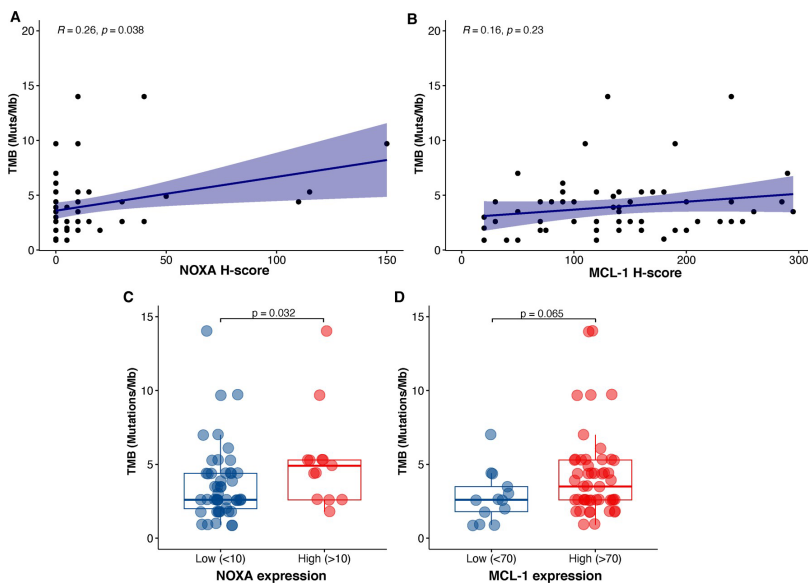 A
R = 0.26, p = 0.038
TMB (Muts/Mb)
20
15
10
5
0
0
50
100
150
NOXA H-score
B
R = 0.16, p = 0.23
TMB (Muts/Mb)
20
15
10
5
0
0
100
200
300
MCL-1 H-score
C
p = 0.032
TMB (Mutations/Mb)
15
10
5
0
Low (<10)
High (>10)
NOXA expression
D
p = 0.065
TMB (Mutations/Mb)
15
10
5
0
Low (<70)
High (>70)
MCL-1 expression